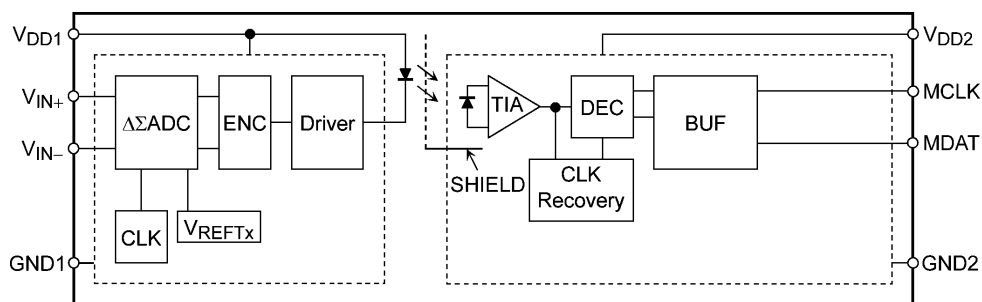 VDD1
VDD2
VIN+
ΔΣADC
ENC
Driver
TIA
DEC
BUF
MCLK
VIN−
MDAT
SHIELD
CLK
Recovery
CLK
VREFTx
GND1
GND2